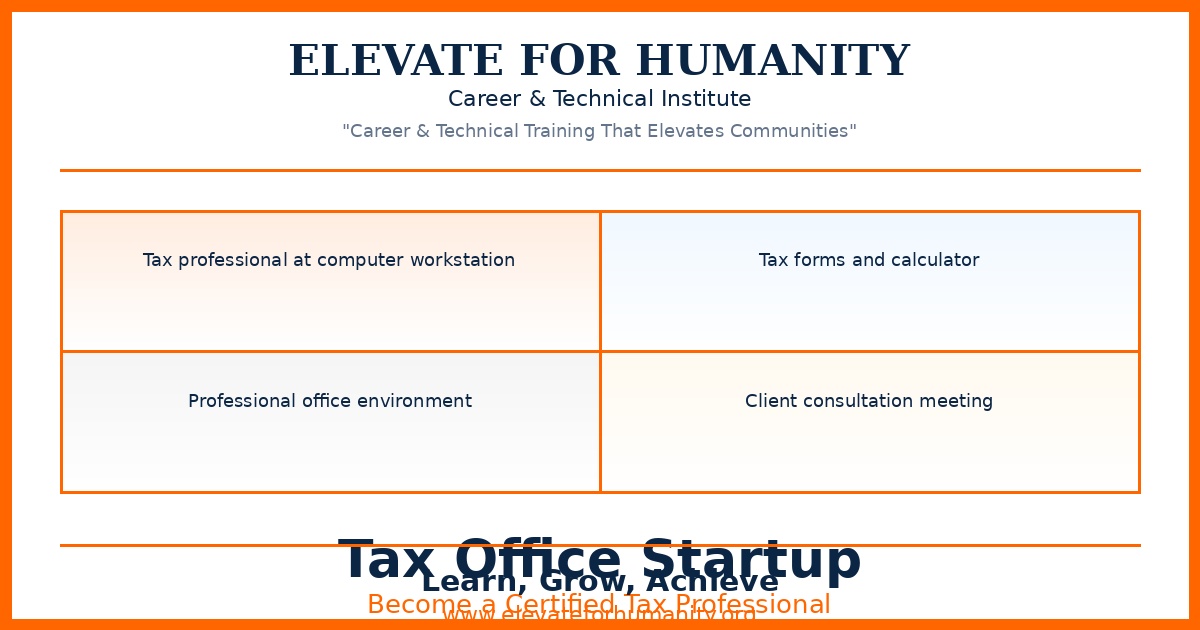 ELEVATE FOR HUMANITY
Career & Technical Institute
"Career & Technical Training That Elevates Communities"
Tax professional at computer workstation
Tax forms and calculator
Professional office environment
Client consultation meeting
Tax Office Startup
Learn, Grow, Achieve
Become a Certified Tax Professional
www.elevateforhumanity.org